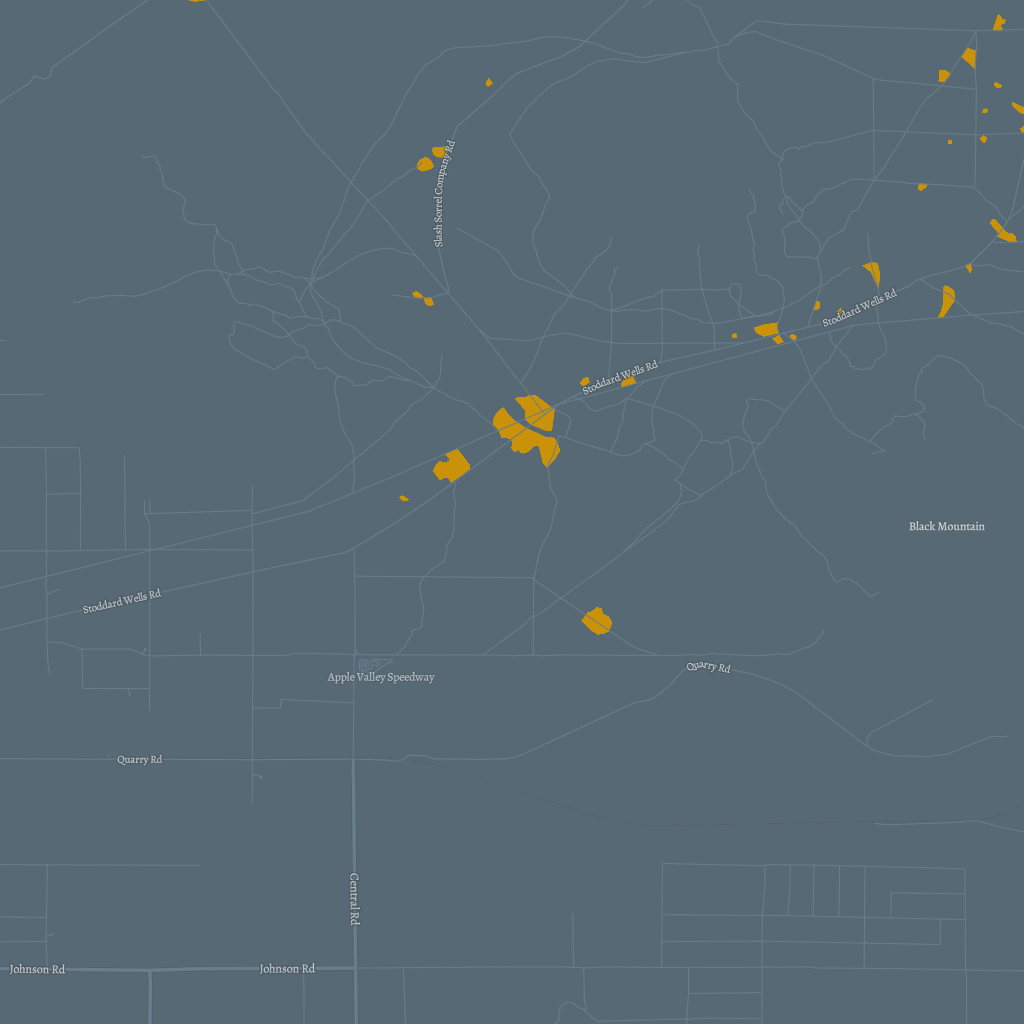 Slash Sorrel Company Rd
Stoddard Wells Rd
Stoddard Wells Rd
Black Mountain
Stoddard Wells Rd
Quarry Rd
Apple Valley Speedway
Quarry Rd
Central Rd
Johnson Rd
Johnson Rd